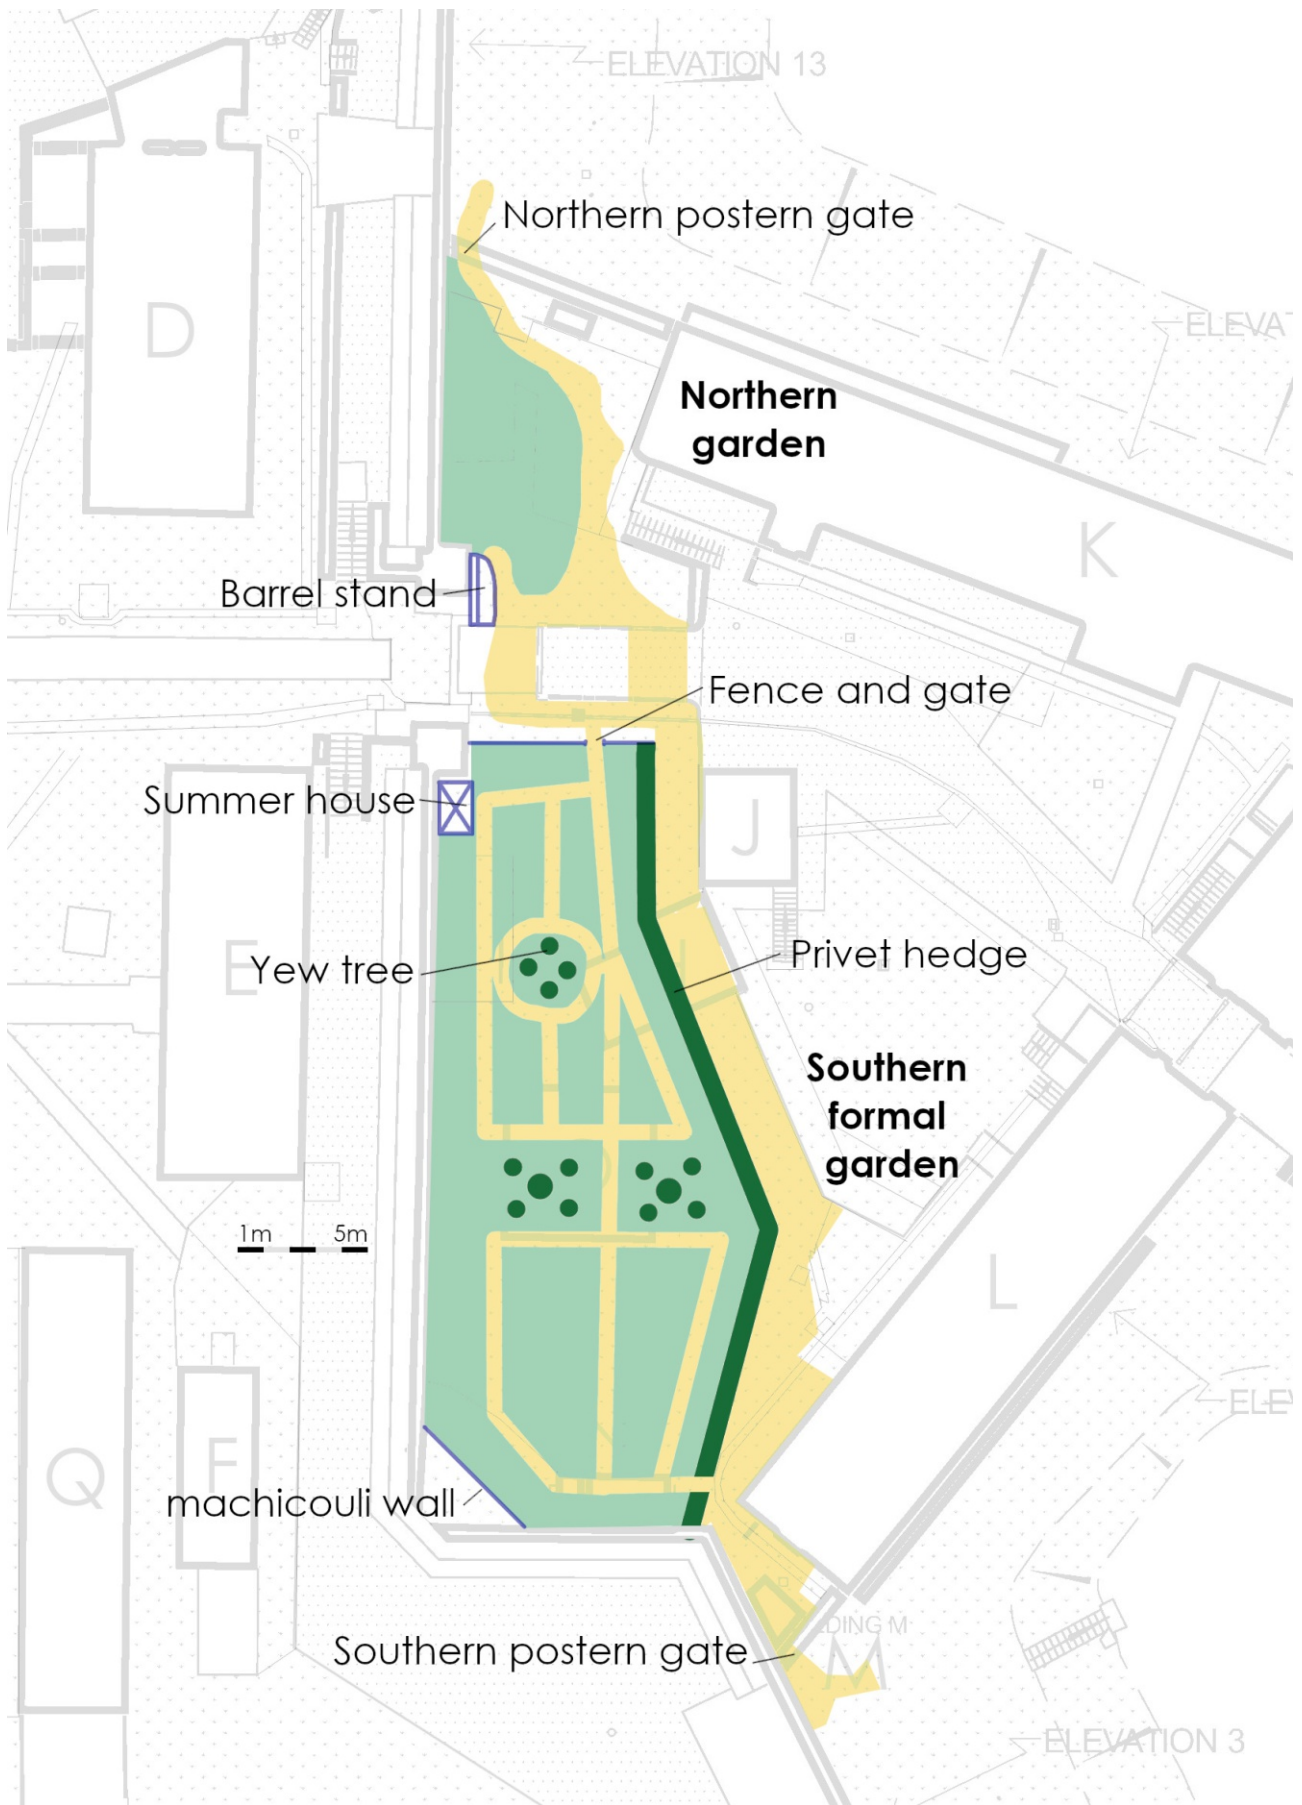 ELEVATION 13
Northern postern gate
D
Northern
garden
K
Barrel stand
Fence and gate
Summer house
J
E
Yew tree
Privet hedge
Southern
formal
garden
1m 5m
L
Q
F
machicouli wall
Southern postern gate
M
ELEVATION 3